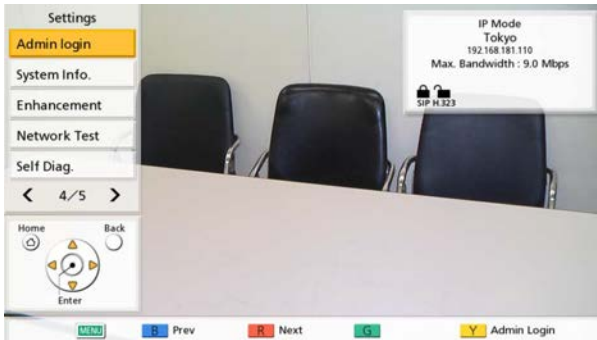 Settings
Admin login
System Info.
Enhancement
Network Test
Self Diag.
4/5
IP Mode
Tokyo
192.168.181.110
Max. Bandwidth : 9.0 Mbps
SIP H.323
Home
Back
Enter
MENU
B Prev
R Next
G
Y Admin Login